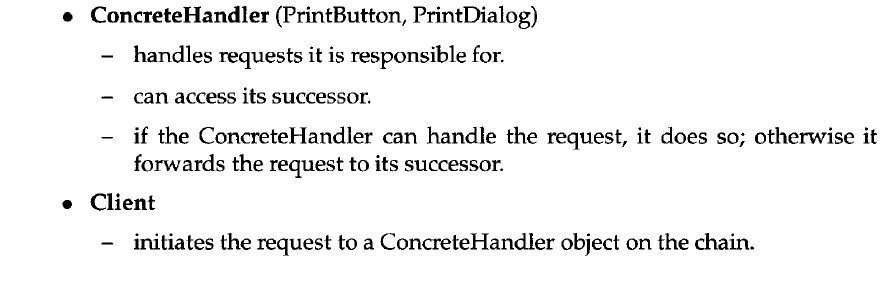 • ConcreteHandler (PrintButton, PrintDialog)
– handles requests it is responsible for.
– can access its successor.
– if the ConcreteHandler can handle the request, it does so; otherwise it
forwards the request to its successor.
• Client
– initiates the request to a ConcreteHandler object on the chain.